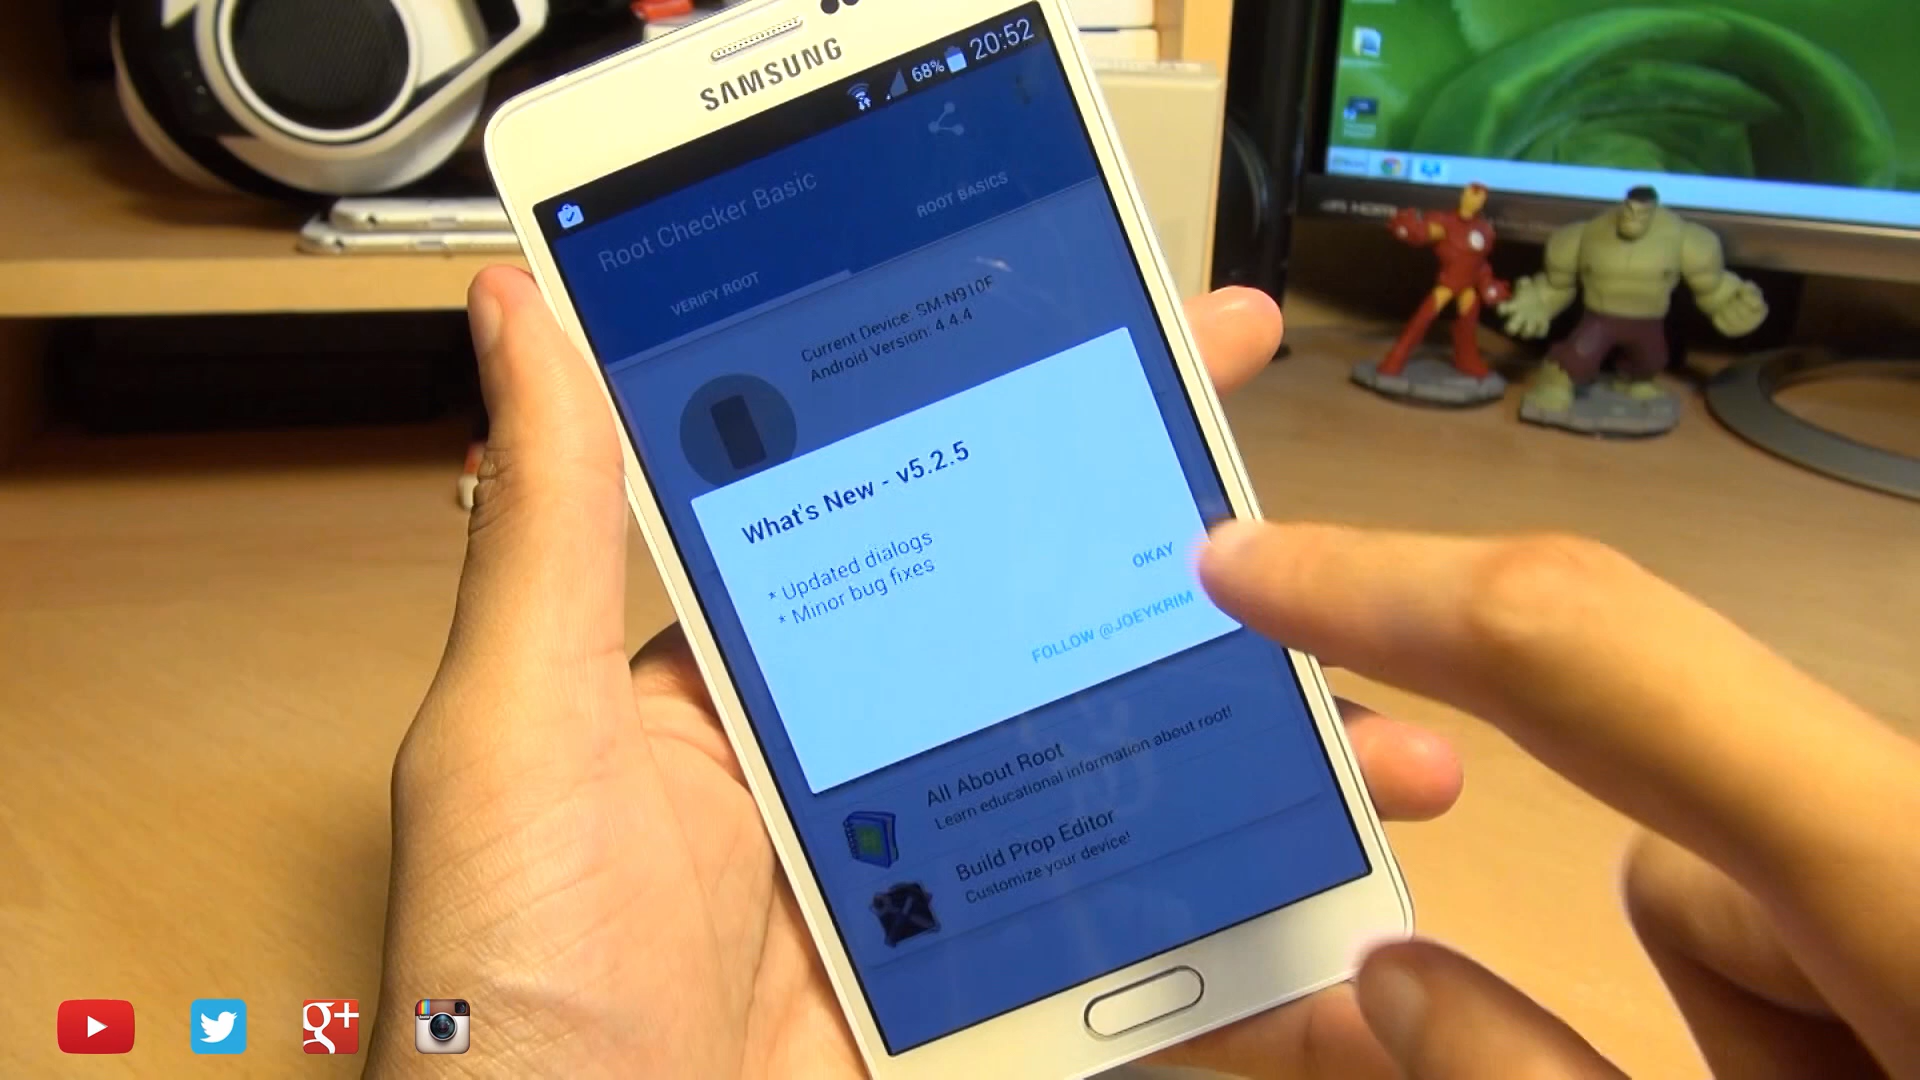 SAMSUNG
68% 20:52
Root Checker Basic
VERIFY ROOT
ROOT BASICS
Current Device: SM-N910F
Android Version: 4.4.4
What's New - v5.2.5
* Updated dialogs
* Minor bug fixes
OKAY
FOLLOW @JOEYKRIM
All About Root
Learn educational information about root!
Build Prop Editor
Customize your device!
g+